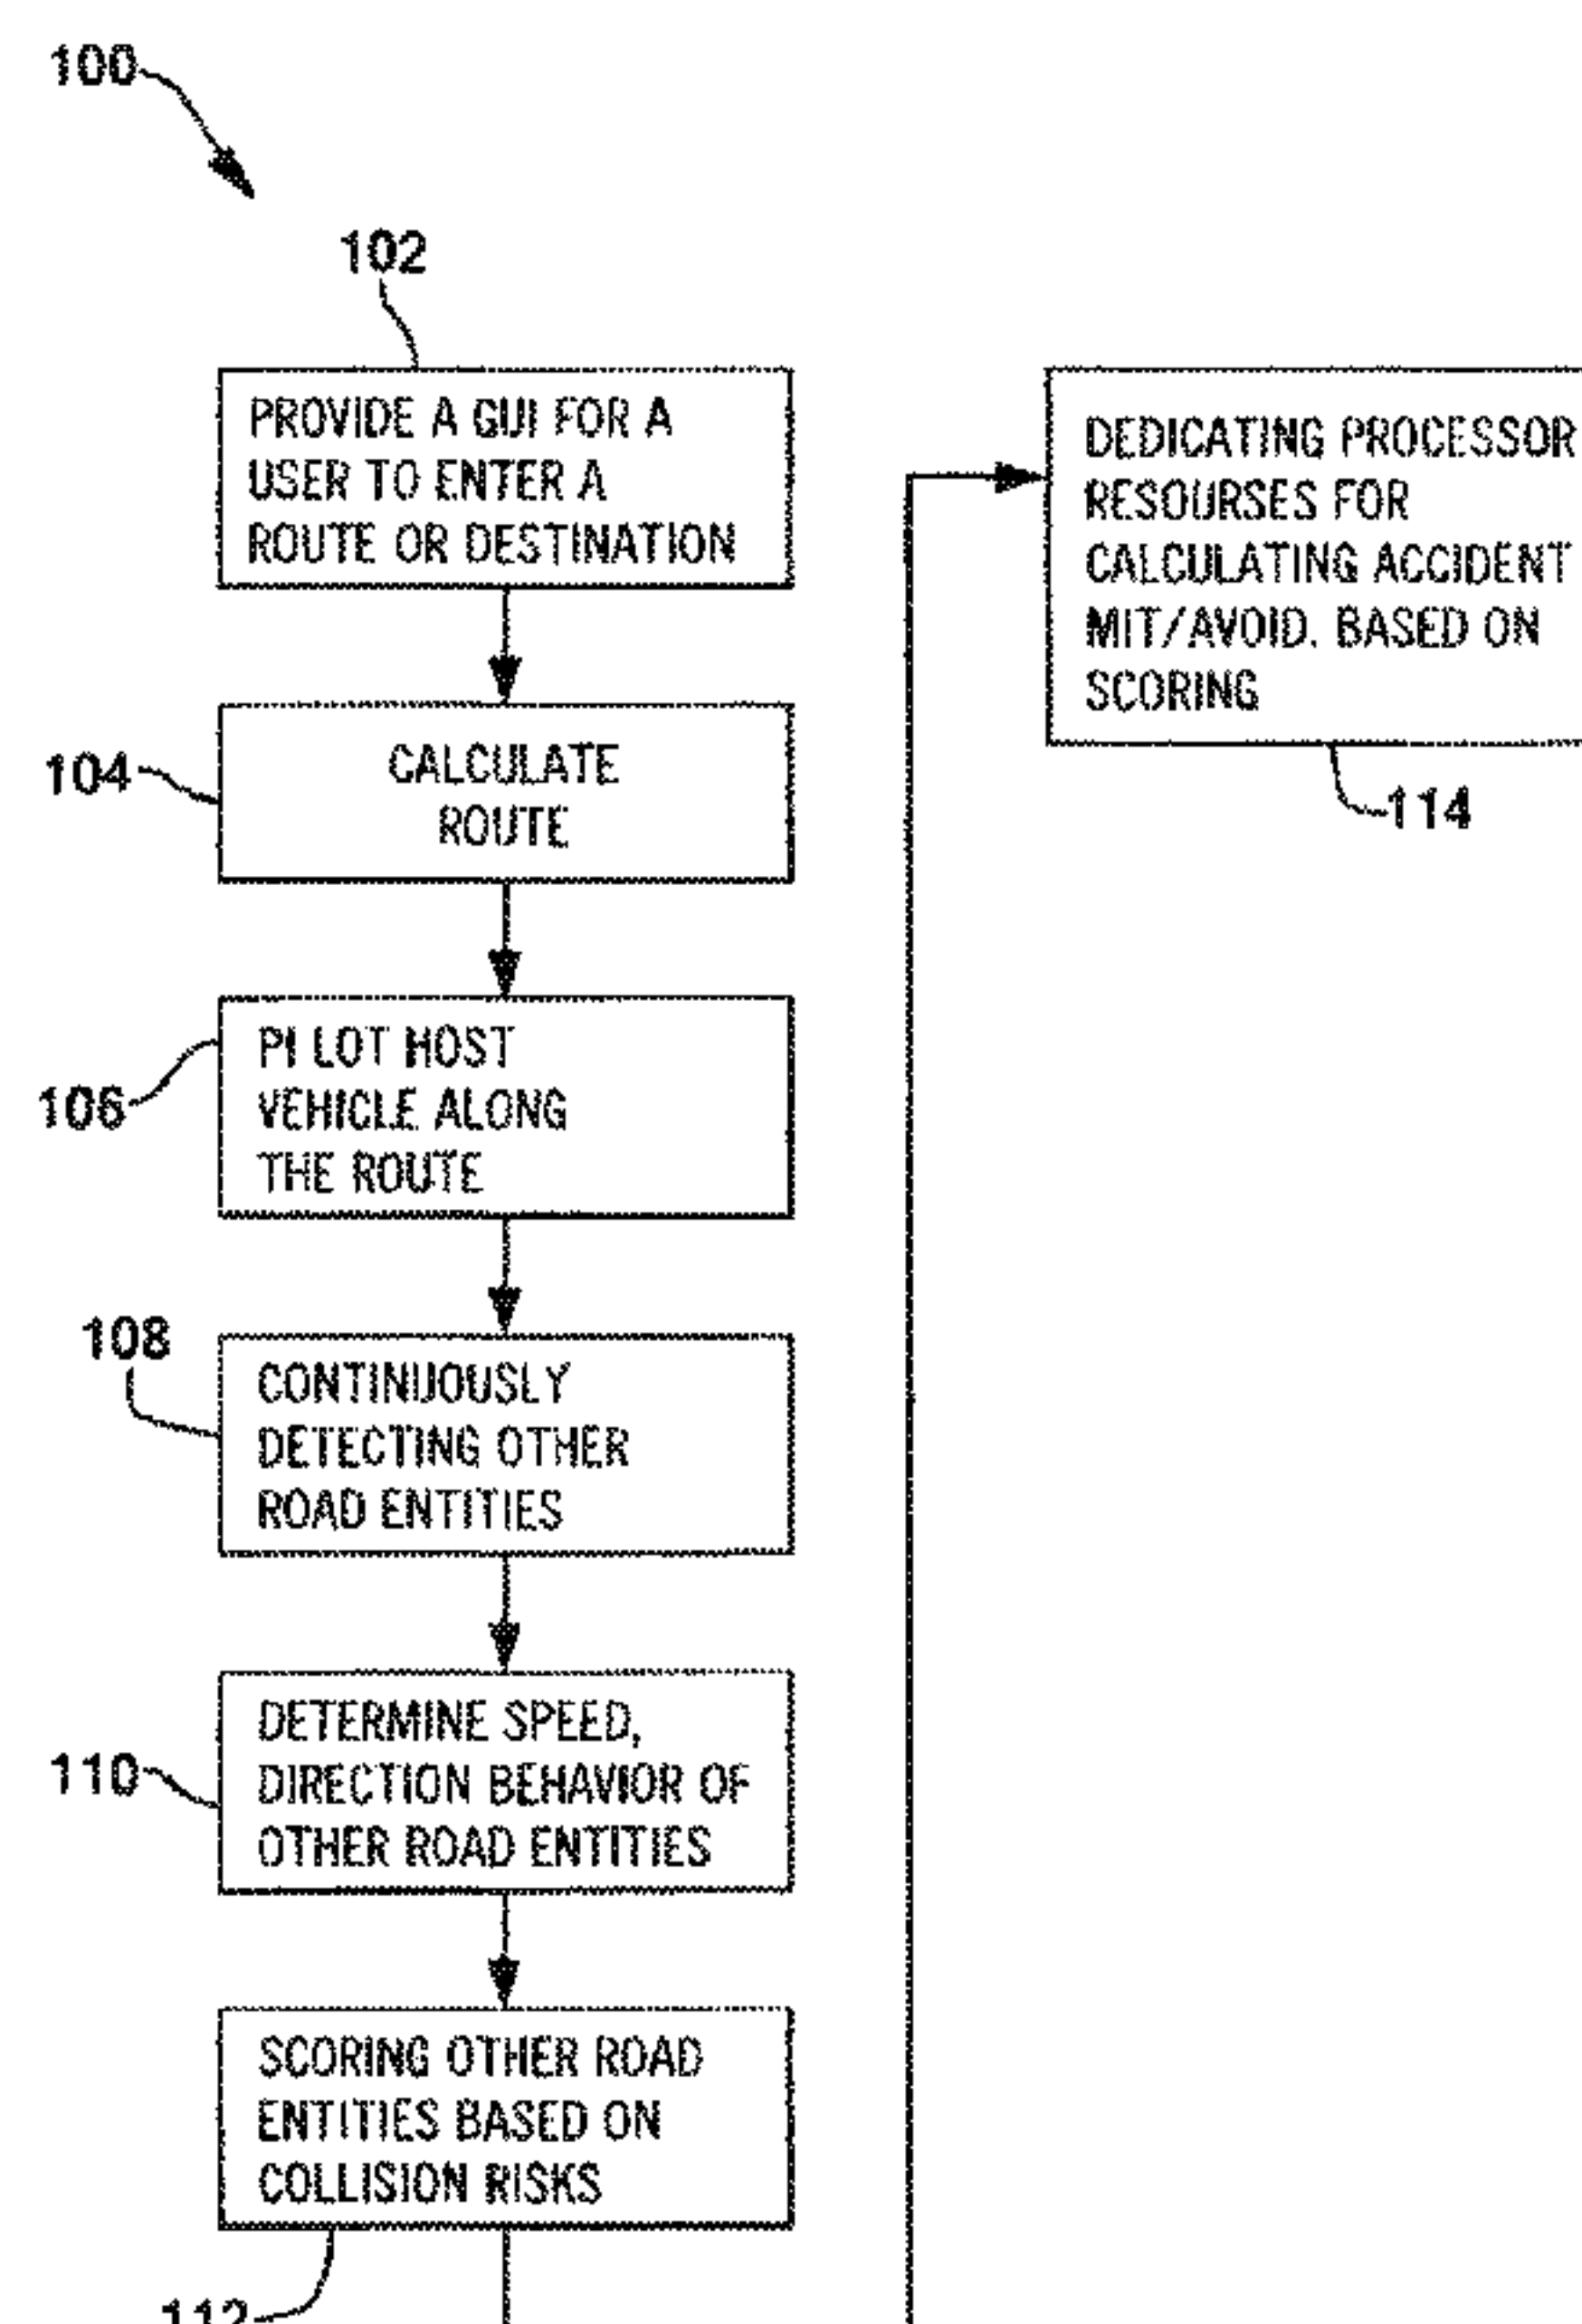 100
102
PROVIDE A GUI FOR A
USER TO ENTER A
ROUTE OR DESTINATION
104
CALCULATE
ROUTE
106
PI LOT HOST
VEHICLE ALONG
THE ROUTE
108
CONTINUOUSLY
DETECTING OTHER
ROAD ENTITIES
110
DETERMINE SPEED,
DIRECTION BEHAVIOR OF
OTHER ROAD ENTITIES
SCORING OTHER ROAD
ENTITIES BASED ON
COLLISION RISKS
112
DEDICATING PROCESSOR
RESOURSES FOR
CALCULATING ACCIDENT
MIT/AVOID. BASED ON
SCORING
114